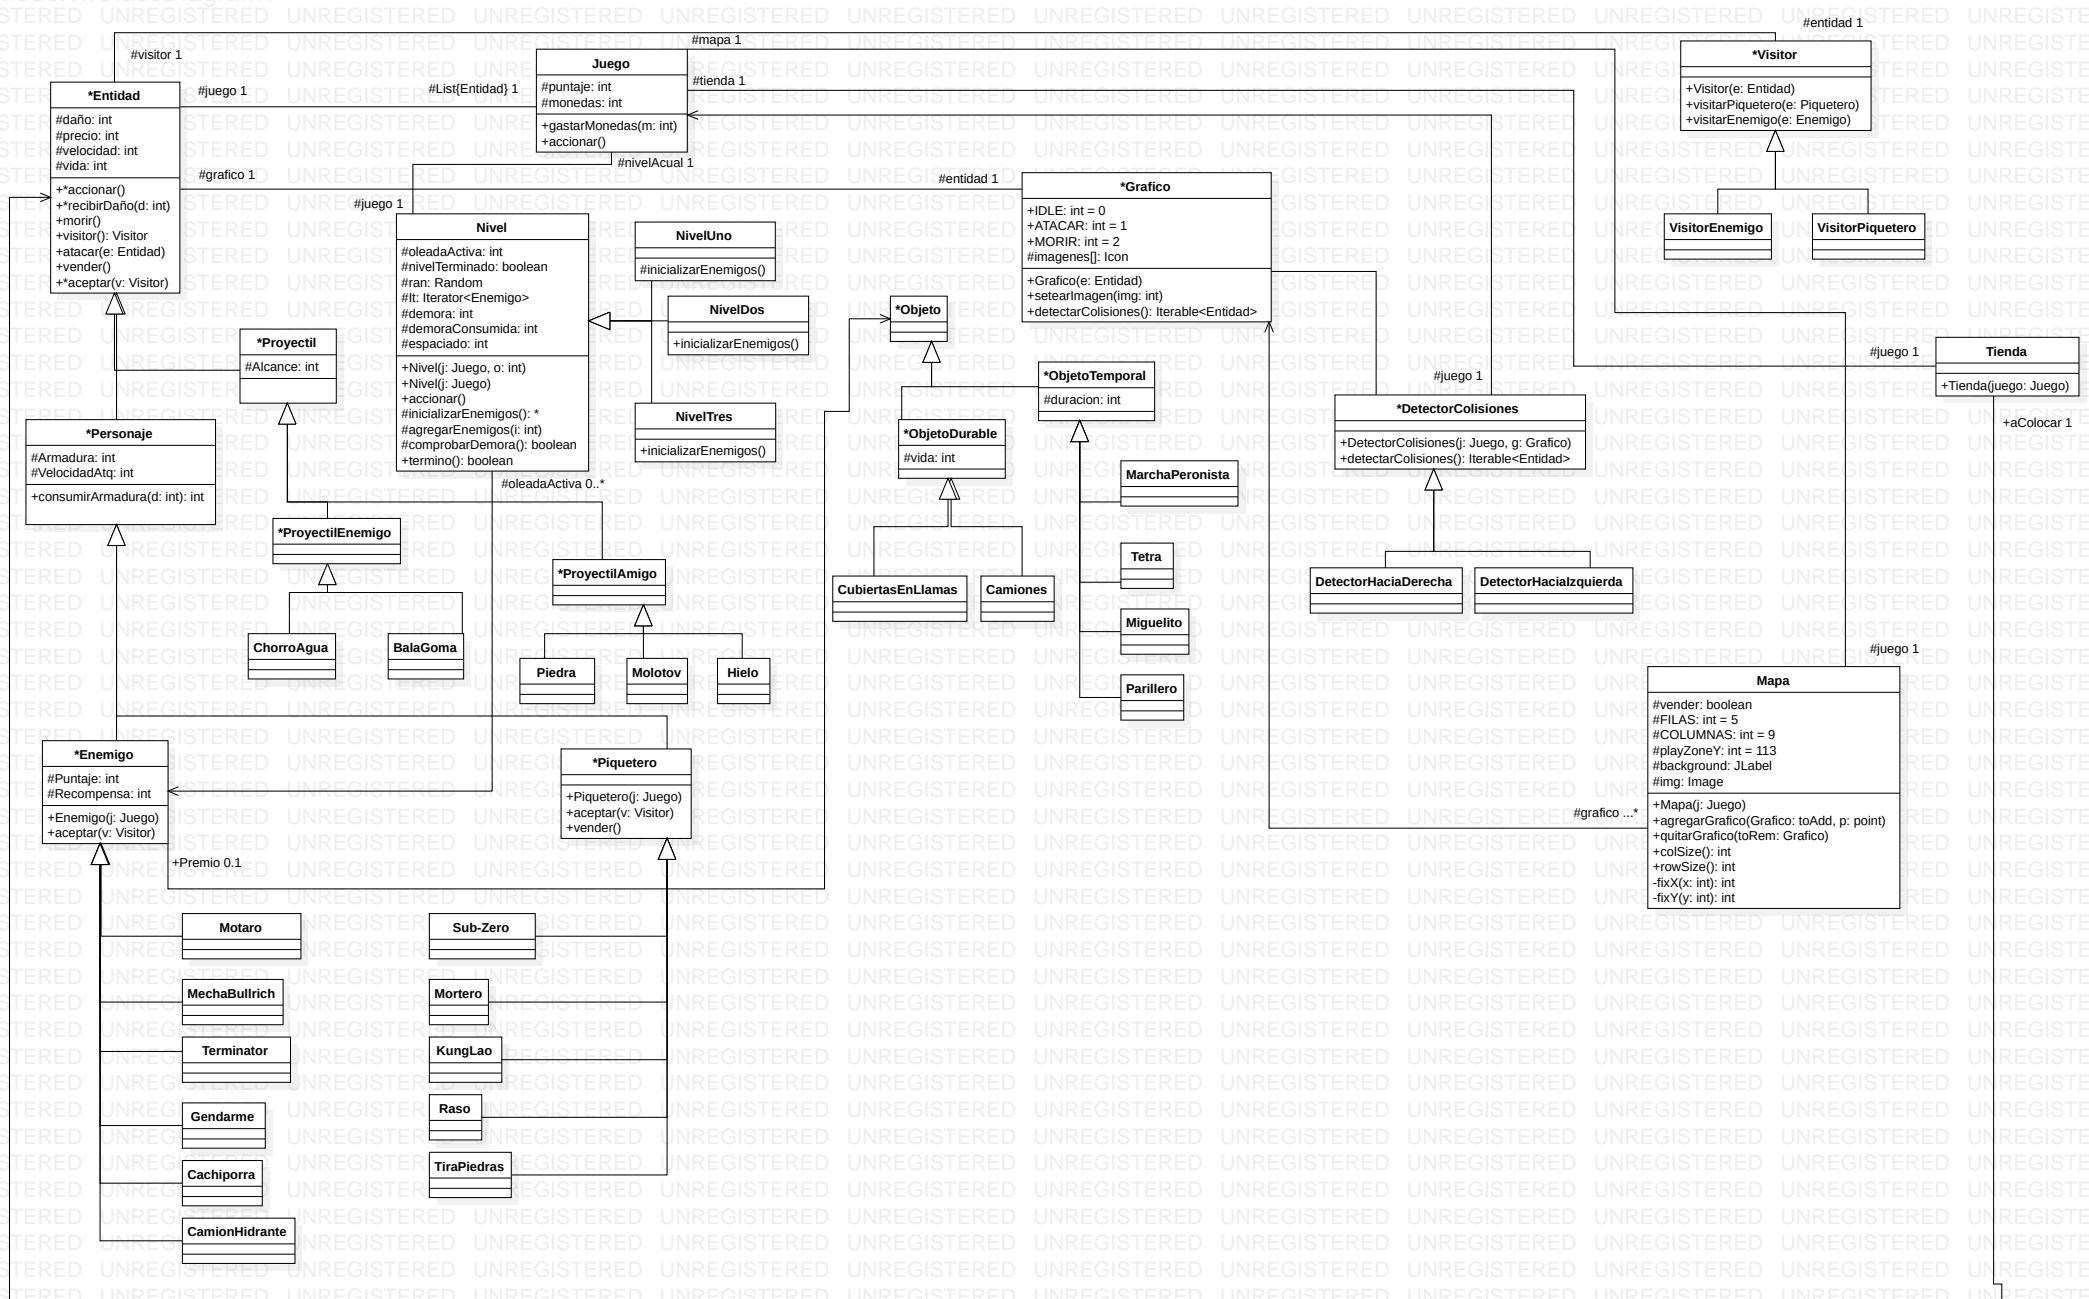 #entidad 1
#visitor 1
#mapa 1
*Visitor
+Visitor(e: Entidad)
+visitarPiquetero(e: Piquetero)
+visitarEnemigo(e: Enemigo)
Juego
#puntaje: int
#monedas: int
+gastarMonedas(m: int)
+accionar()
#tienda 1
#juego 1
#List{Entidad} 1
*Entidad
#daño: int
#precio: int
#velocidad: int
#vida: int
+*accionar()
+*recibirDaño(d: int)
+morir()
+visitor(): Visitor
+atacar(e: Entidad)
+vender()
+*aceptar(v: Visitor)
#nivelAcual 1
#grafico 1
#entidad 1
#juego 1
*Grafico
+IDLE: int = 0
+ATACAR: int = 1
+MORIR: int = 2
#imagenes[]: Icon
+Grafico(e: Entidad)
+setearImagen(img: int)
+detectarColisiones(): Iterable<Entidad>
VisitorEnemigo
VisitorPiquetero
Nivel
#oleadaActiva: int
#nivelTerminado: boolean
#ran: Random
#It: Iterator<Enemigo>
#demora: int
#demoraConsumida: int
#espaciado: int
+Nivel(j: Juego, o: int)
+Nivel(j: Juego)
+accionar()
#inicializarEnemigos(): *
#agregarEnemigos(i: int)
#comprobarDemora(): boolean
+termino(): boolean
NivelUno
#inicializarEnemigos()
NivelDos
+inicializarEnemigos()
NivelTres
+inicializarEnemigos()
*Objeto
*Proyectil
#Alcance: int
*ObjetoTemporal
#duracion: int
#juego 1
Tienda
+Tienda(juego: Juego)
#juego 1
*DetectorColisiones
+DetectorColisiones(j: Juego, g: Grafico)
+detectarColisiones(): Iterable<Entidad>
+aColocar 1
*Personaje
#Armadura: int
#VelocidadAtq: int
+consumirArmadura(d: int): int
*ObjetoDurable
#vida: int
#oleadaActiva 0..*
MarchaPeronista
*ProyectilEnemigo
*ProyectilAmigo
Tetra
CubiertasEnLlamas
Camiones
DetectorHaciaDerecha
DetectorHaciaIzquierda
Miguelito
ChorroAgua
BalaGoma
Piedra
Molotov
Hielo
Parillero
#juego 1
Mapa
#vender: boolean
#FILAS: int = 5
#COLUMNAS: int = 9
#playZoneY: int = 113
#background: JLabel
#img: Image
+Mapa(j: Juego)
+agregarGrafico(Grafico: toAdd, p: point)
+quitarGrafico(toRem: Grafico)
+colSize(): int
+rowSize(): int
-fixX(x: int): int
-fixY(y: int): int
#grafico ...*
*Enemigo
#Puntaje: int
#Recompensa: int
+Enemigo(j: Juego)
+aceptar(v: Visitor)
*Piquetero
+Piquetero(j: Juego)
+aceptar(v: Visitor)
+vender()
+Premio 0.1
Motaro
Sub-Zero
MechaBullrich
Mortero
Terminator
KungLao
Gendarme
Raso
Cachiporra
TiraPiedras
CamionHidrante